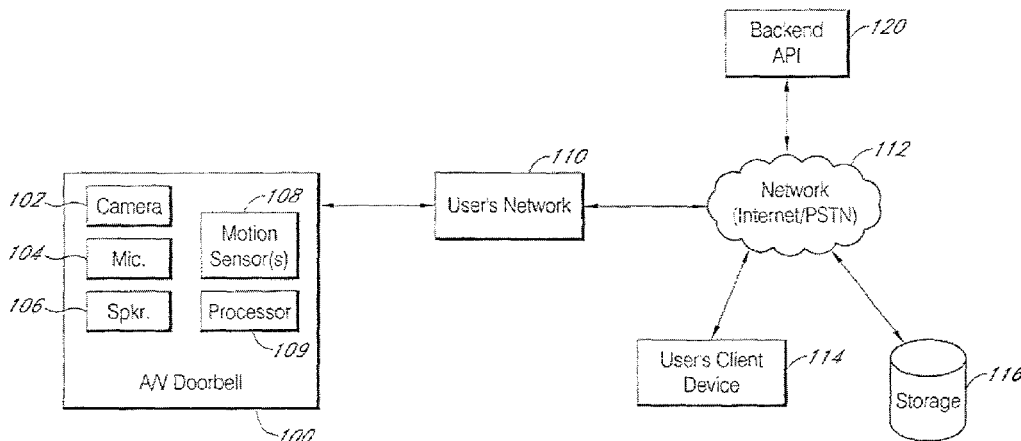 Backend
API
120
110
112
User's Network
Network
(Internet/PSTN)
102
Camera
108
104
Mic.
Motion
Sensor(s)
106
Spkr.
Processor
109
A/V Doorbell
100
User's Client
Device
114
Storage
116